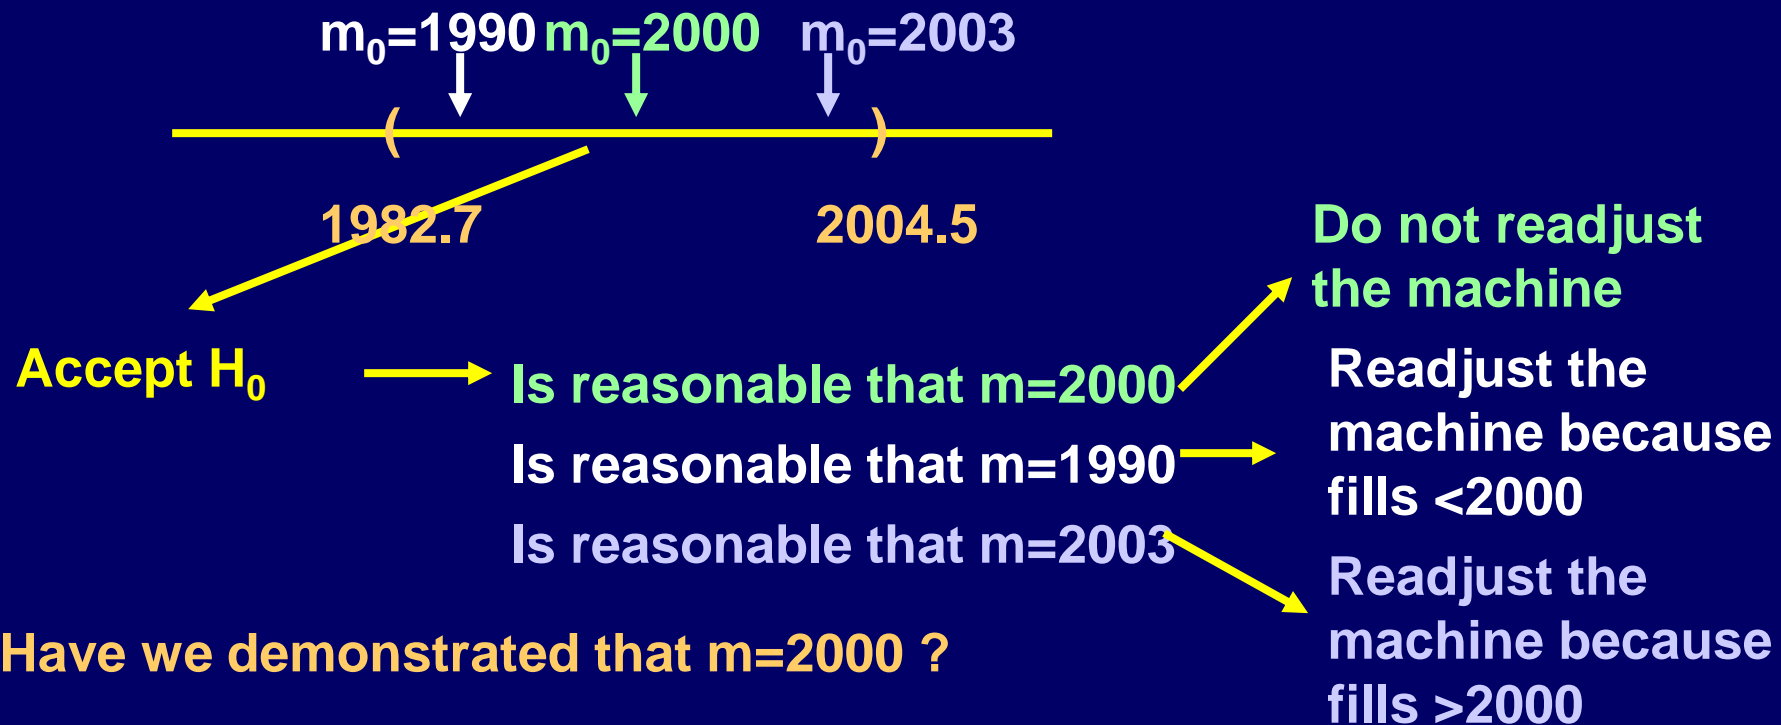 m₀=1990 m₀=2000 m₀=2003
( )
1982.7 2004.5
Accept H₀
Is reasonable that m=2000
Is reasonable that m=1990
Is reasonable that m=2003
Do not readjust
the machine
Readjust the
machine because
fills <2000
Readjust the
machine because
fills >2000
Have we demonstrated that m=2000 ?